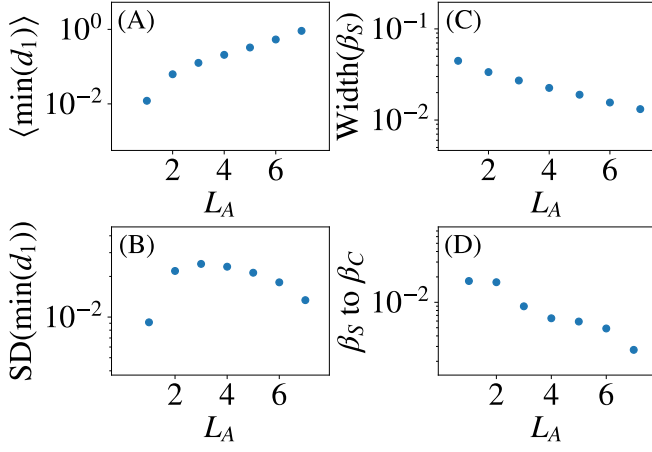 (A)
⟨min(d₁)⟩
10⁰
10⁻²
2 4 6
L_A
(C)
Width(β_S)
10⁻¹
10⁻²
2 4 6
L_A
(B)
SD(min(d₁))
10⁻²
2 4 6
L_A
(D)
β_S to β_C
10⁻²
2 4 6
L_A